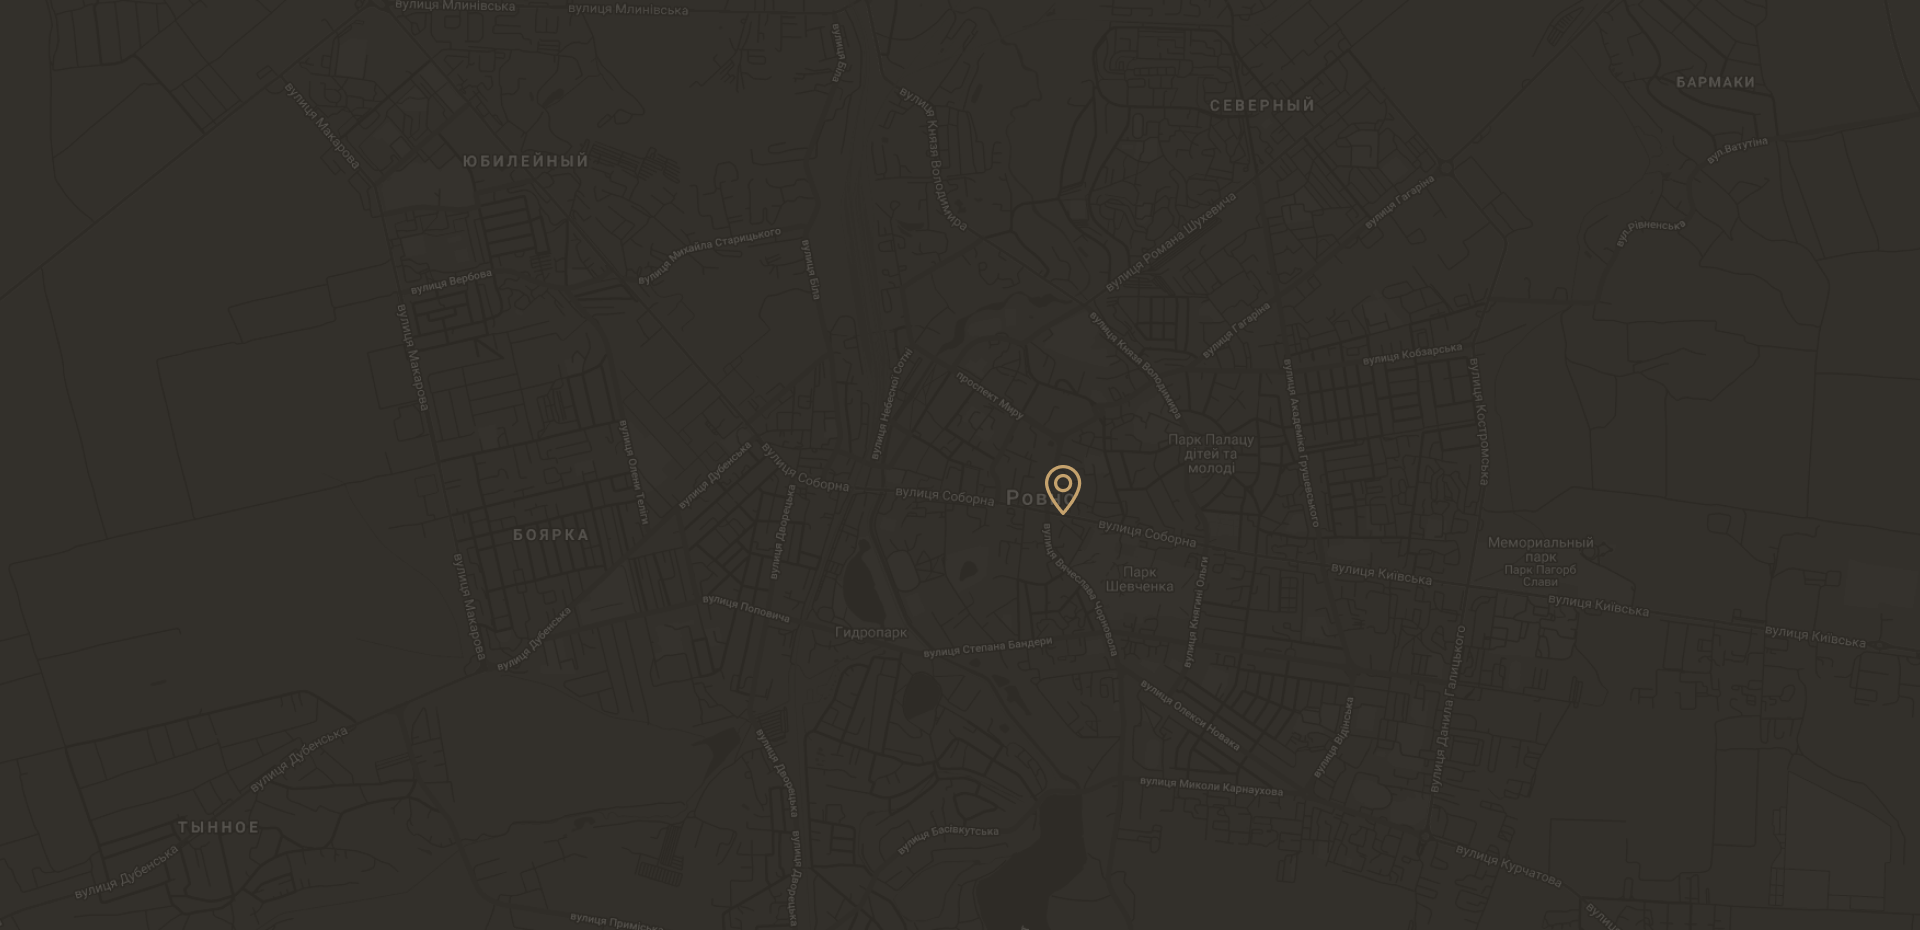 вулиця Млинівська
вулиця Млинівська
вулиця Біла
БАРМАКИ
вулиця Макарова
вулиця Князя Володимира
СЕВЕРНЫЙ
вул.Ватутіна
ЮБИЛЕЙНЫЙ
вулиця Гагаріна
вулиця Романа Шухевича
вул.Рівненська
вулиця Михайла Старицького
вулиця Біла
вулиця Вербова
вулиця Макарова
вулиця Князя Володимира
вулиця Гагаріна
вулиця Небесної Сотні
вулиця Кобзарська
проспект Миру
вулиця Академіка Грушевського
вулиця Костромська
вулиця Олени Теліги
вулиця Дубенська
вулиця Соборна
Парк Палацу
дітей та
молоді
вулиця Дворецька
вулиця Соборна
Ровно
вулиця Соборна
БОЯРКА
вулиця Вячеслава Чорновола
Мемориальный
парк
Парк Пагорб
Слави
вулиця Макарова
Парк
Шевченка
вулиця Княгині Ольги
вулиця Київська
вулиця Поповича
вулиця Київська
вулиця Дубенська
Гидропарк
вулиця Степана Бандери
вулиця Київська
вулиця Данила Галицького
вулиця Олекси Новака
вулиця Відінська
вулиця Дубенська
вулиця Дворецька
вулиця Миколи Карнаухова
ТЫННОЕ
вулиця Басівкутська
вулиця Дворецька
вулиця Дубенська
вулиця Курчатова
вулиця Приміська
вулиц